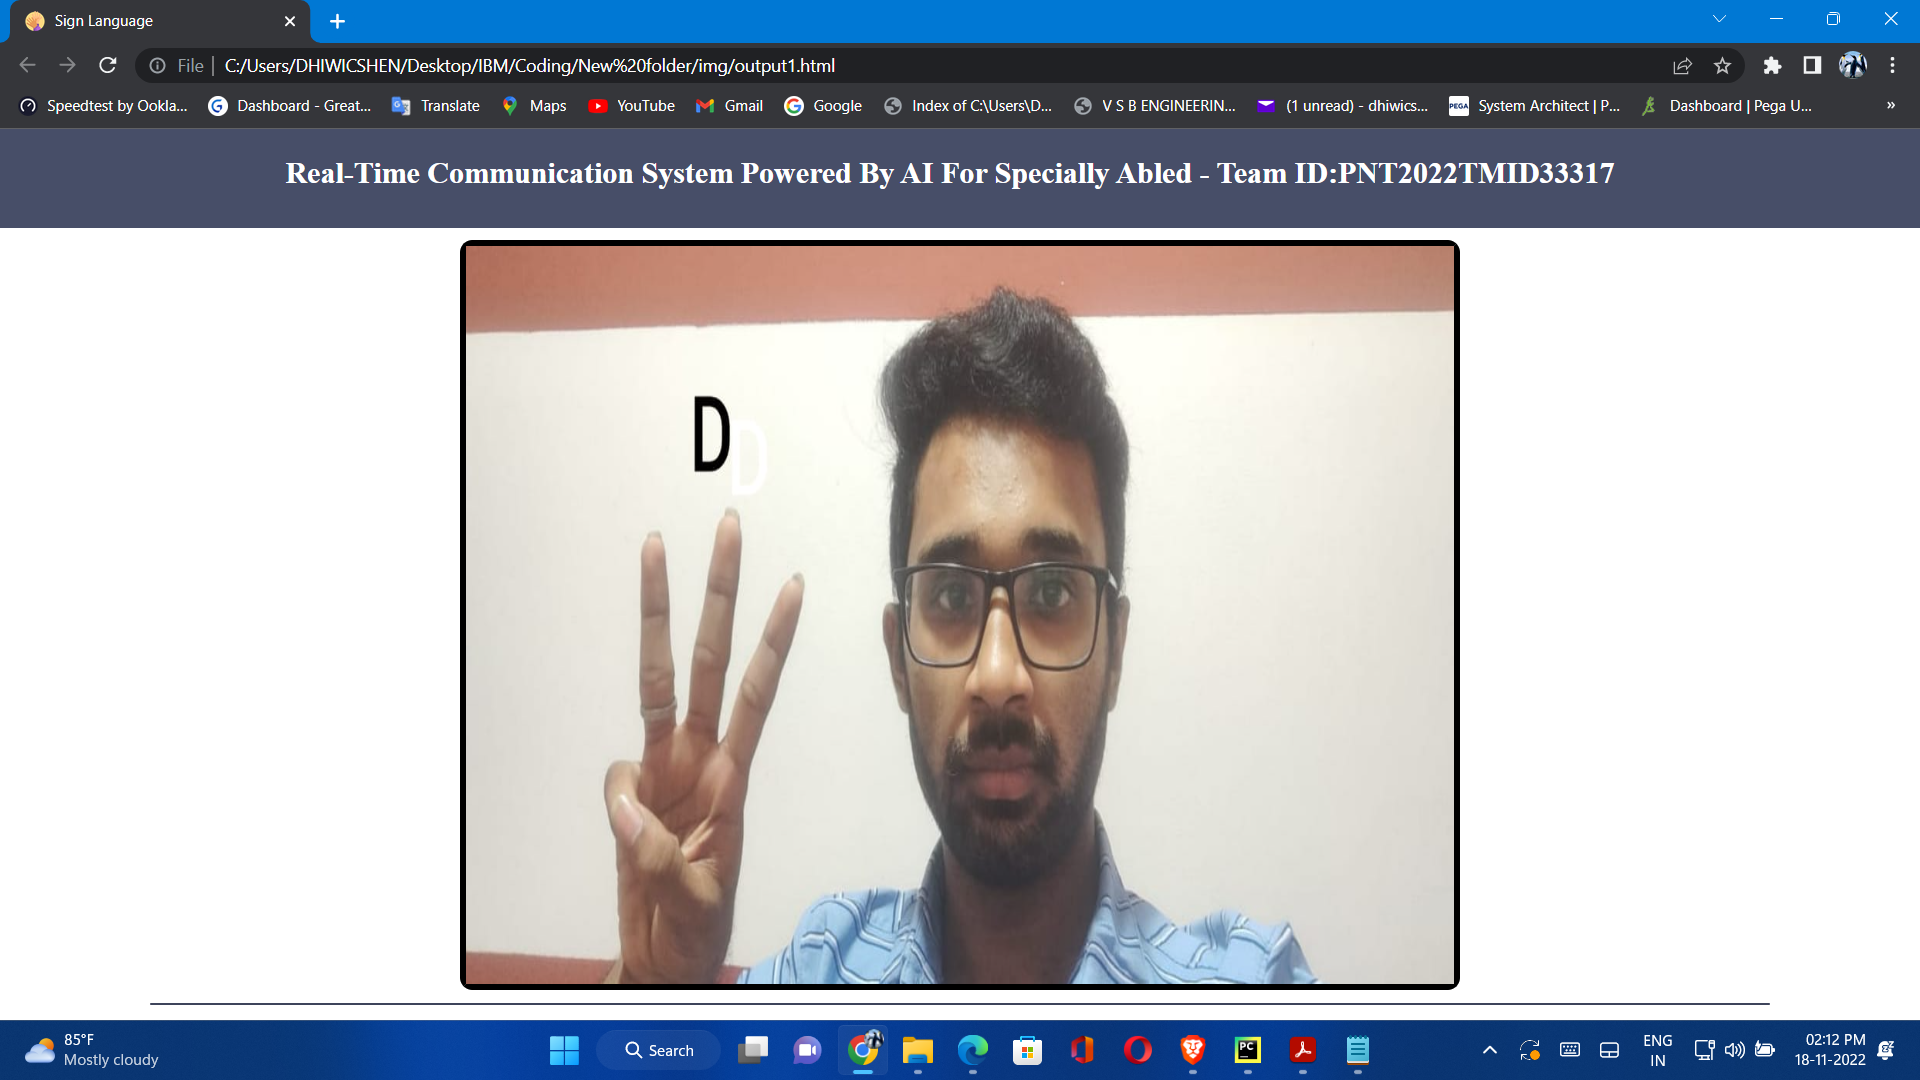 Sign Language
File
C:/Users/DHIWICSHEN/Desktop/IBM/Coding/New%20folder/img/output1.html
Speedtest by Ookla...
Dashboard - Great...
Translate
Maps
YouTube
Gmail
Google
Index of C:\Users\D...
V S B ENGINEERIN...
(1 unread) - dhiwics...
PEGA
System Architect | P...
Dashboard | Pega U...
»
Real-Time Communication System Powered By AI For Specially Abled - Team ID:PNT2022TMID33317
D
D
85°F
Mostly cloudy
Search
PC
ENG
IN
02:12 PM
18-11-2022